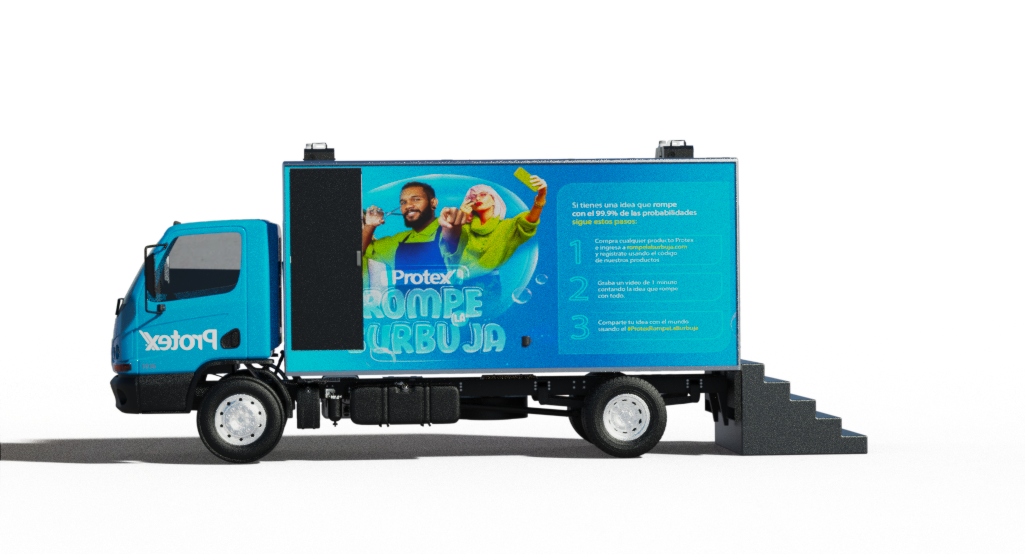 Protex
Protex
ROMPE
LA
BURBUJA
Si tienes una idea que rompe
con el 99.9% de las probabilidades
sigue estos pasos:
1
Compra cualquier producto Protex
e ingresa a rompelaburbuja.com
y regístrate usando el código
de nuestros productos
2
Graba un video de 1 minuto
contando la idea que rompe
con todo.
3
Comparte tu idea con el mundo
usando el #ProtexRompeLaBurbuja